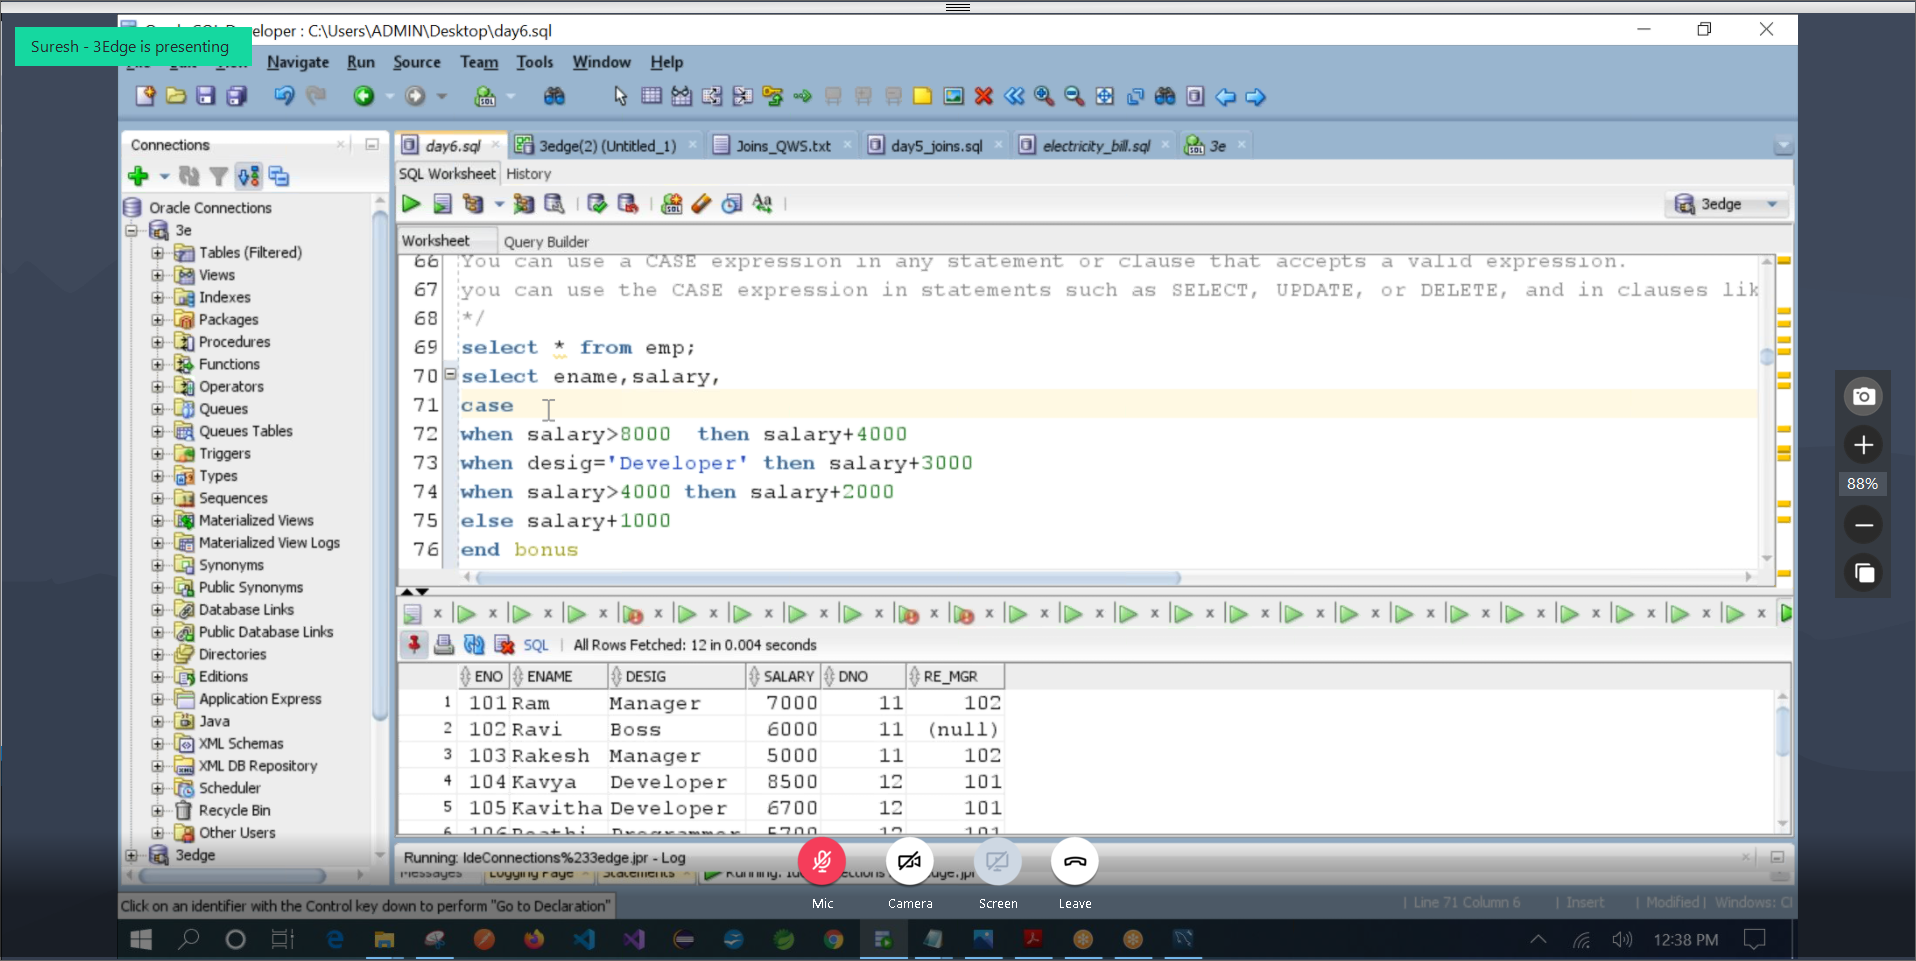 Suresh - 3Edge is presenting
eloper : C:\Users\ADMIN\Desktop\day6.sql
Navigate Run Source Team Tools Window Help
Connections
day6.sql 3edge(2) (Untitled_1) Joins_QWS.txt day5_joins.sql electricity_bill.sql 3e
SQL Worksheet History
3edge
Worksheet Query Builder
Oracle Connections
3e
Tables (Filtered)
Views
Indexes
Packages
Procedures
Functions
Operators
Queues
Queues Tables
Triggers
Types
Sequences
Materialized Views
Materialized View Logs
Synonyms
Public Synonyms
Database Links
Public Database Links
Directories
Editions
Application Express
Java
XML Schemas
XML DB Repository
Scheduler
Recycle Bin
Other Users
3edge
66 You can use a CASE expression in any statement or clause that accepts a valid expression.
67 you can use the CASE expression in statements such as SELECT, UPDATE, or DELETE, and in clauses lik
68 */
69 select * from emp;
70 select ename,salary,
71 case
72 when salary>8000 then salary+4000
73 when desig='Developer' then salary+3000
74 when salary>4000 then salary+2000
75 else salary+1000
76 end bonus
SQL | All Rows Fetched: 12 in 0.004 seconds
ENO ENAME DESIG SALARY DNO RE_MGR
1 101 Ram Manager 7000 11 102
2 102 Ravi Boss 6000 11 (null)
3 103 Rakesh Manager 5000 11 102
4 104 Kavya Developer 8500 12 101
5 105 Kavitha Developer 6700 12 101
6 106 Programmer 5700 12 101
Running: IdeConnections%233edge.jpr - Log
Messages Logging Page Statements
Mic Camera Screen Leave
88%
Click on an identifier with the Control key down to perform "Go to Declaration"
| Line 71 Column 6 | Insert | Modified | Windows:
12:38 PM